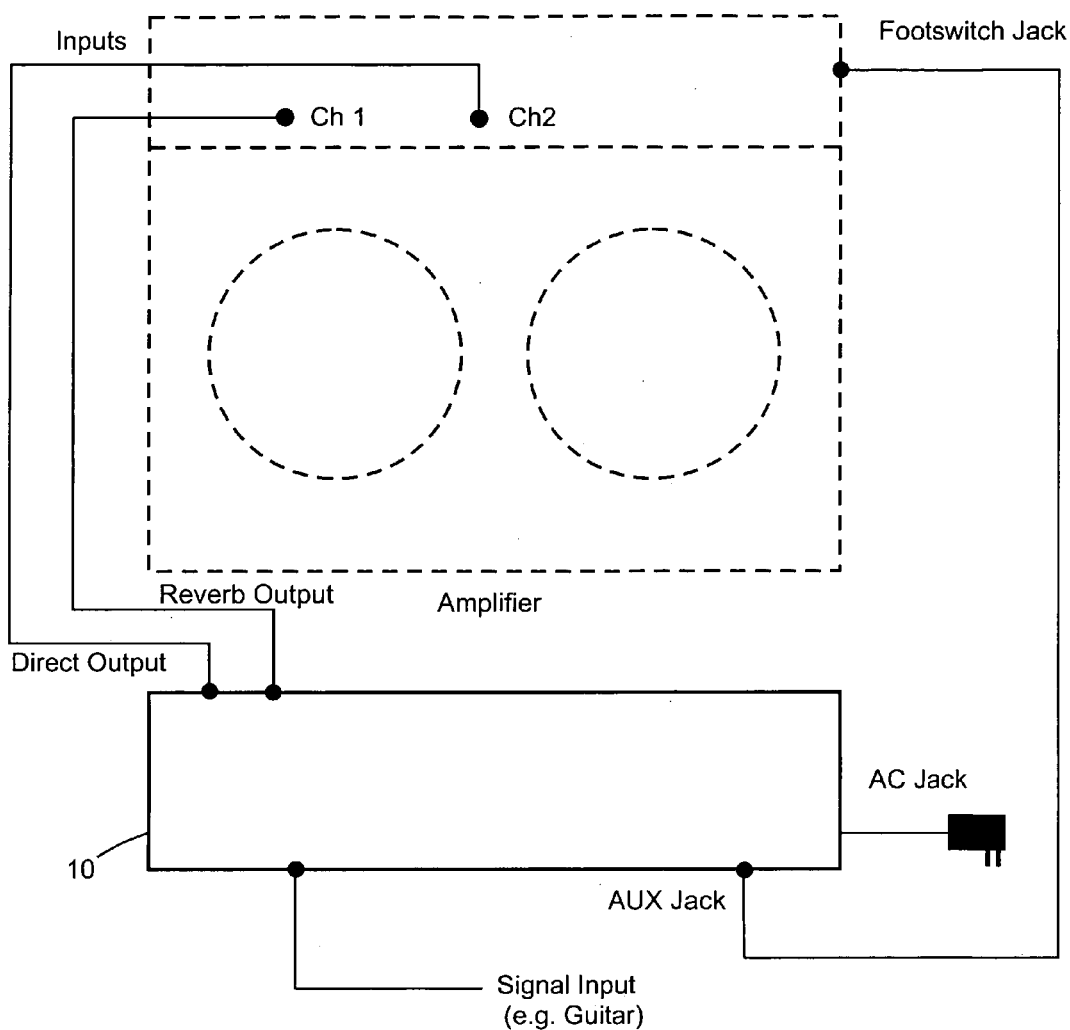 Footswitch Jack
Inputs
Ch 1
Ch2
Reverb Output
Amplifier
Direct Output
AC Jack
10
AUX Jack
Signal Input
(e.g. Guitar)